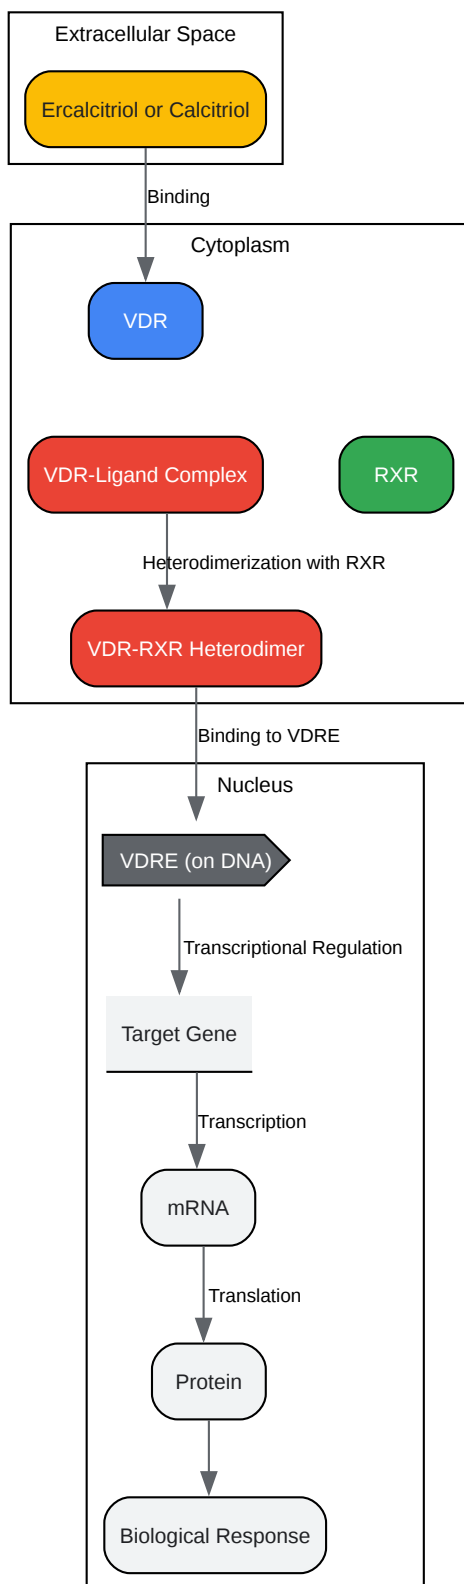 Extracellular Space
Ercalcitriol or Calcitriol
Binding
Cytoplasm
VDR
VDR-Ligand Complex
RXR
Heterodimerization with RXR
VDR-RXR Heterodimer
Binding to VDRE
Nucleus
VDRE (on DNA)
Transcriptional Regulation
Target Gene
Transcription
mRNA
Translation
Protein
Biological Response